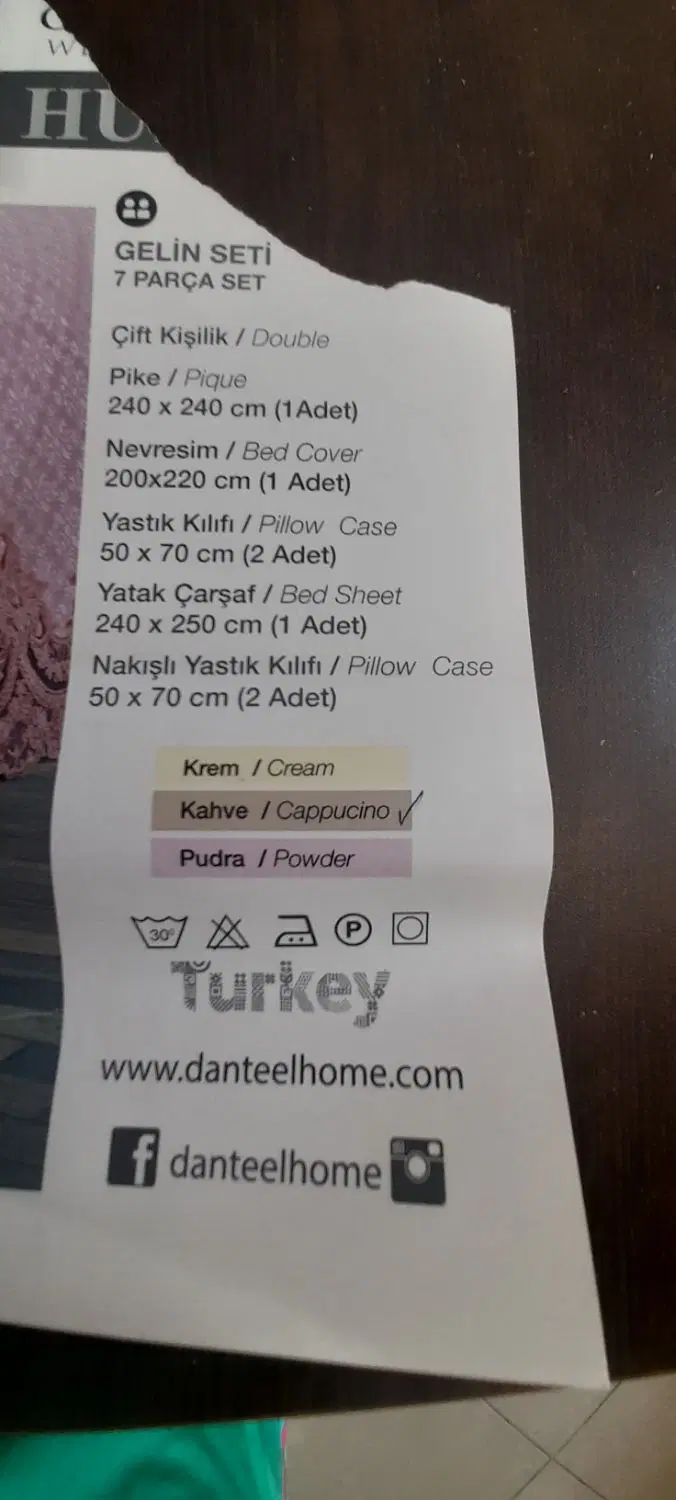 HU
GELİN SETİ
7 PARÇA SET
Çift Kişilik / Double
Pike / Pique
240 x 240 cm (1Adet)
Nevresim / Bed Cover
200x220 cm (1 Adet)
Yastık Kılıfı / Pillow Case
50 x 70 cm (2 Adet)
Yatak Çarşaf / Bed Sheet
240 x 250 cm (1 Adet)
Nakışlı Yastık Kılıfı / Pillow Case
50 x 70 cm (2 Adet)
Krem / Cream
Kahve / Cappucino
Pudra / Powder
30° P
Turkey
www.danteelhome.com
danteelhome